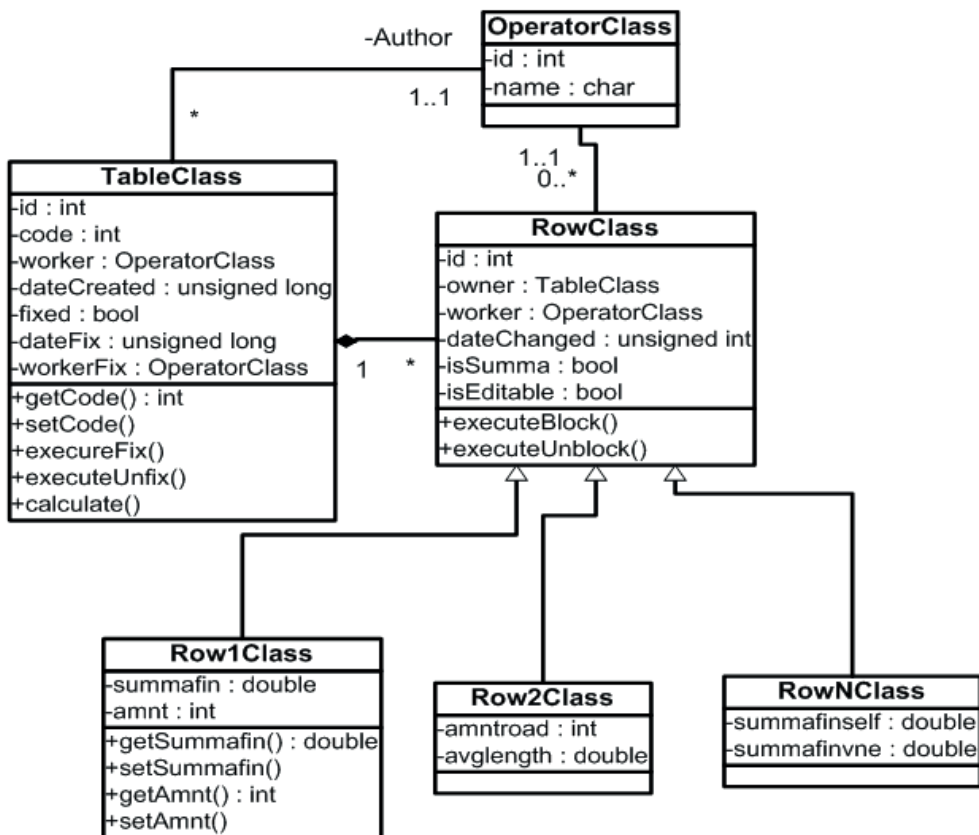 OperatorClass
-id : int
-name : char
-Author
1..1
*
1..1
0..*
TableClass
-id : int
-code : int
-worker : OperatorClass
-dateCreated : unsigned long
-fixed : bool
-dateFix : unsigned long
-workerFix : OperatorClass
+getCode() : int
+setCode()
+execureFix()
+executeUnfix()
+calculate()
1
*
RowClass
-id : int
-owner : TableClass
-worker : OperatorClass
-dateChanged : unsigned int
-isSumma : bool
-isEditable : bool
+executeBlock()
+executeUnblock()
Row1Class
-summafin : double
-amnt : int
+getSummafin() : double
+setSummafin()
+getAmnt() : int
+setAmnt()
Row2Class
-amntroad : int
-avglength : double
RowNClass
-summafinself : double
-summafinvne : double